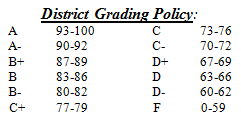 District Grading Policy:
A 93-100 C 73-76
A- 90-92 C- 70-72
B+ 87-89 D+ 67-69
B 83-86 D 63-66
B- 80-82 D- 60-62
C+ 77-79 F 0-59